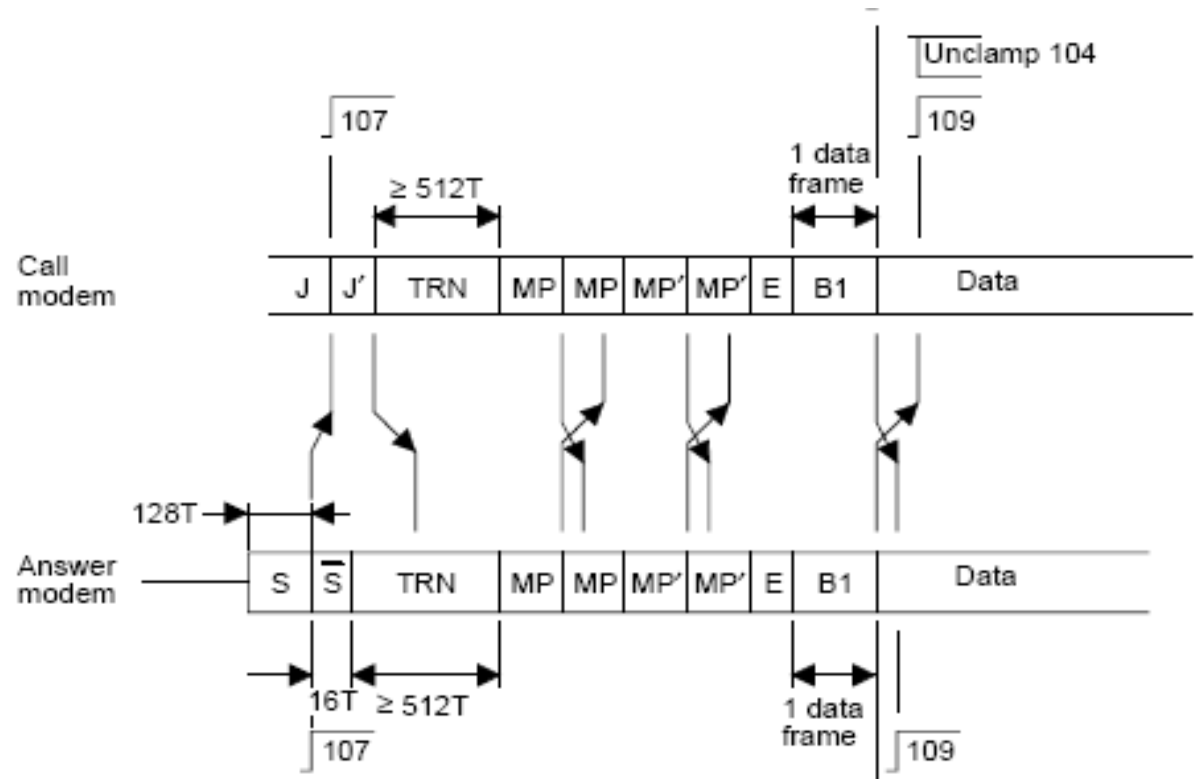 Unclamp 104
107
109
1 data
frame
≥ 512T
Call
modem
J J′ TRN MP MP MP′ MP′ E B1 Data
128T
Answer
modem
S S̅ TRN MP MP MP′ MP′ E B1 Data
16T ≥ 512T
1 data
frame
107
109